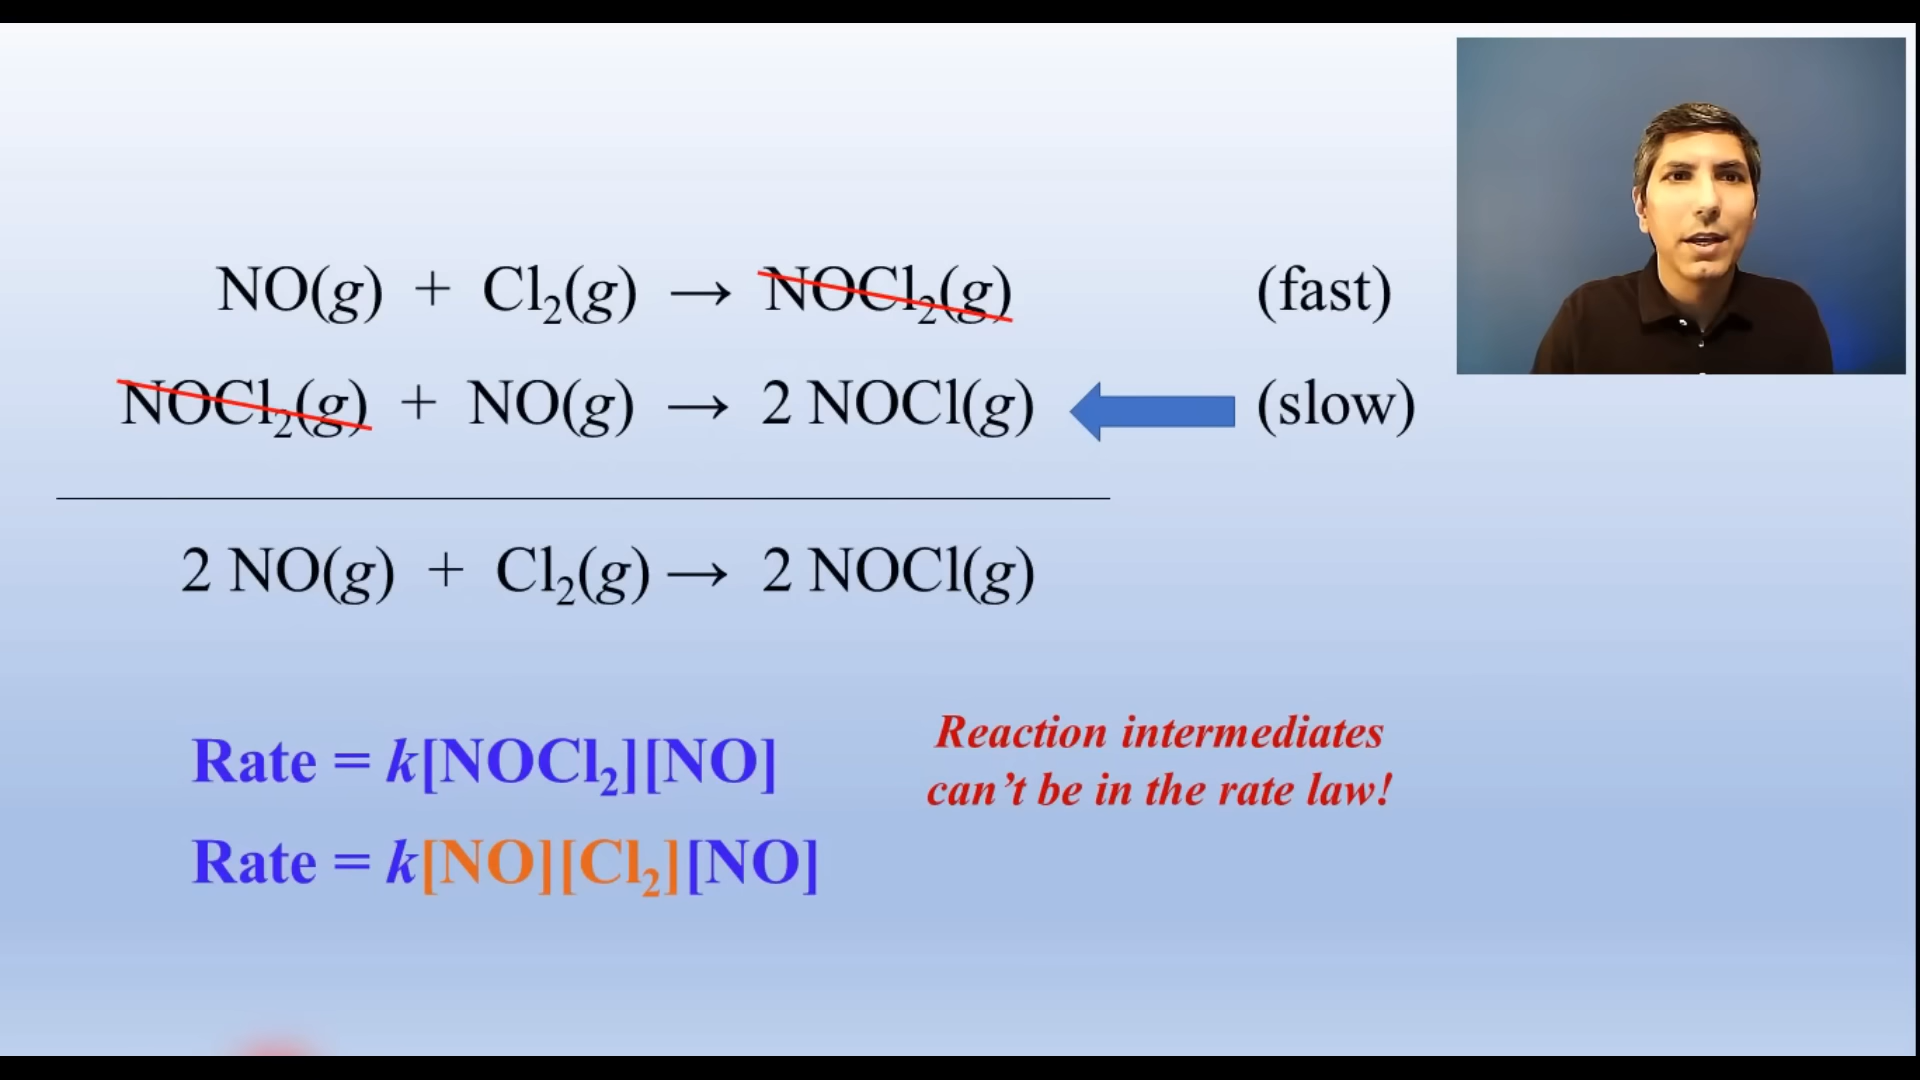 NO(g) + Cl₂(g) → NOCl₂(g) (fast)
NOCl₂(g) + NO(g) → 2 NOCl(g) (slow)
2 NO(g) + Cl₂(g) → 2 NOCl(g)
Rate = k[NOCl₂][NO]
Reaction intermediates
can’t be in the rate law!
Rate = k[NO][Cl₂][NO]